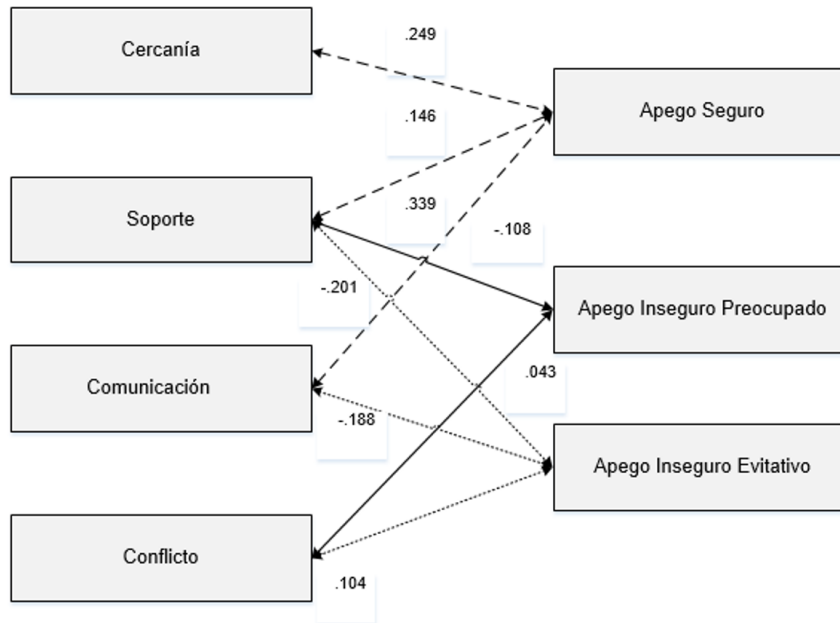 Cercanía
.249
Apego Seguro
.146
Soporte
.339
-.108
-.201
Apego Inseguro Preocupado
Comunicación
.043
-.188
Apego Inseguro Evitativo
Conflicto
.104